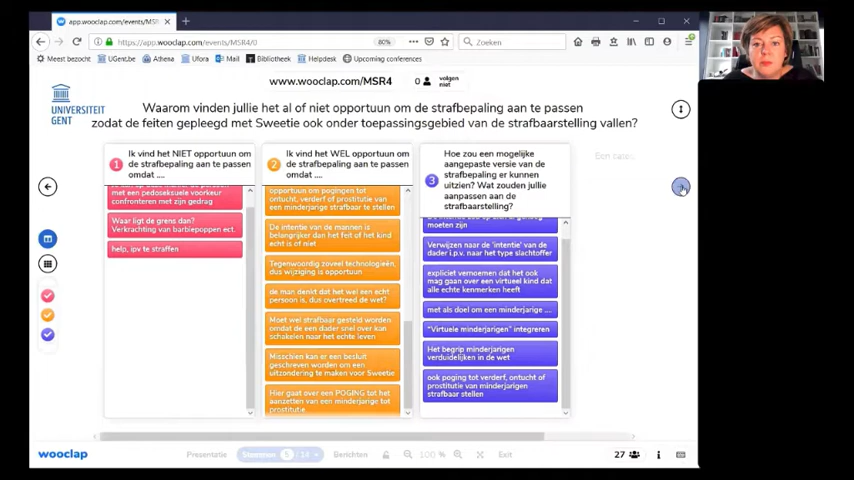 app.wooclap.com/events/MSR4/0
https://app.wooclap.com/events/MSR4/0
80%
Zoeken
Meest bezocht
UGent.be
Athena
Ufora
Mail
Bibliotheek
Helpdesk
Upcoming conferences
www.wooclap.com/MSR4
0
volgen
niet
UNIVERSITEIT
GENT
Waarom vinden jullie het al of niet opportuun om de strafbepaling aan te passen
zodat de feiten gepleegd met Sweetie ook onder toepassingsgebied van de strafbaarstelling vallen?
1
Ik vind het NIET opportuun om
de strafbepaling aan te passen
omdat ....
met een pedoseksuele voorkeur
confronteren met zijn gedrag
Waar ligt de grens dan?
Verkrachting van barbiepoppen ect.
help, ipv te straffen
2
Ik vind het WEL opportuun om
de strafbepaling aan te passen
omdat ....
opportuun om pogingen tot
ontucht, verderf of prostitutie van
een minderjarige strafbaar te stellen
De intentie van de mannen is
belangrijker dan het feit of het kind
echt is of niet
Tegenwoordig zoveel technologieën,
dus wijziging is opportuun
de man denkt dat het wel een echt
persoon is, dus overtreed de wet?
Moet wel strafbaar gesteld worden
omdat de een dader snel over kan
schakelen naar het echte leven
Misschien kan er een besluit
geschreven worden om een
uitzondering te maken voor Sweetie
Hier gaat over een POGING tot het
aanzetten van een minderjarige tot
prostitutie
3
Hoe zou een mogelijke
aangepaste versie van de
strafbepaling er kunnen
uitzien? Wat zouden jullie
aanpassen aan de
strafbaarstelling?
moeten zijn
Verwijzen naar de 'intentie' van de
dader i.p.v. naar het type slachtoffer
expliciet vernoemen dat het ook
mag gaan over een virtueel kind dat
alle echte kenmerken heeft
met als doel om een minderjarige ....
"Virtuele minderjarigen" integreren
Het begrip minderjarigen
verduidelijken in de wet
ook poging tot verderf, ontucht of
prostitutie van minderjarigen
strafbaar stellen
wooclap
Presentatie
Stemmen
5
/ 14
Berichten
100 %
Exit
27